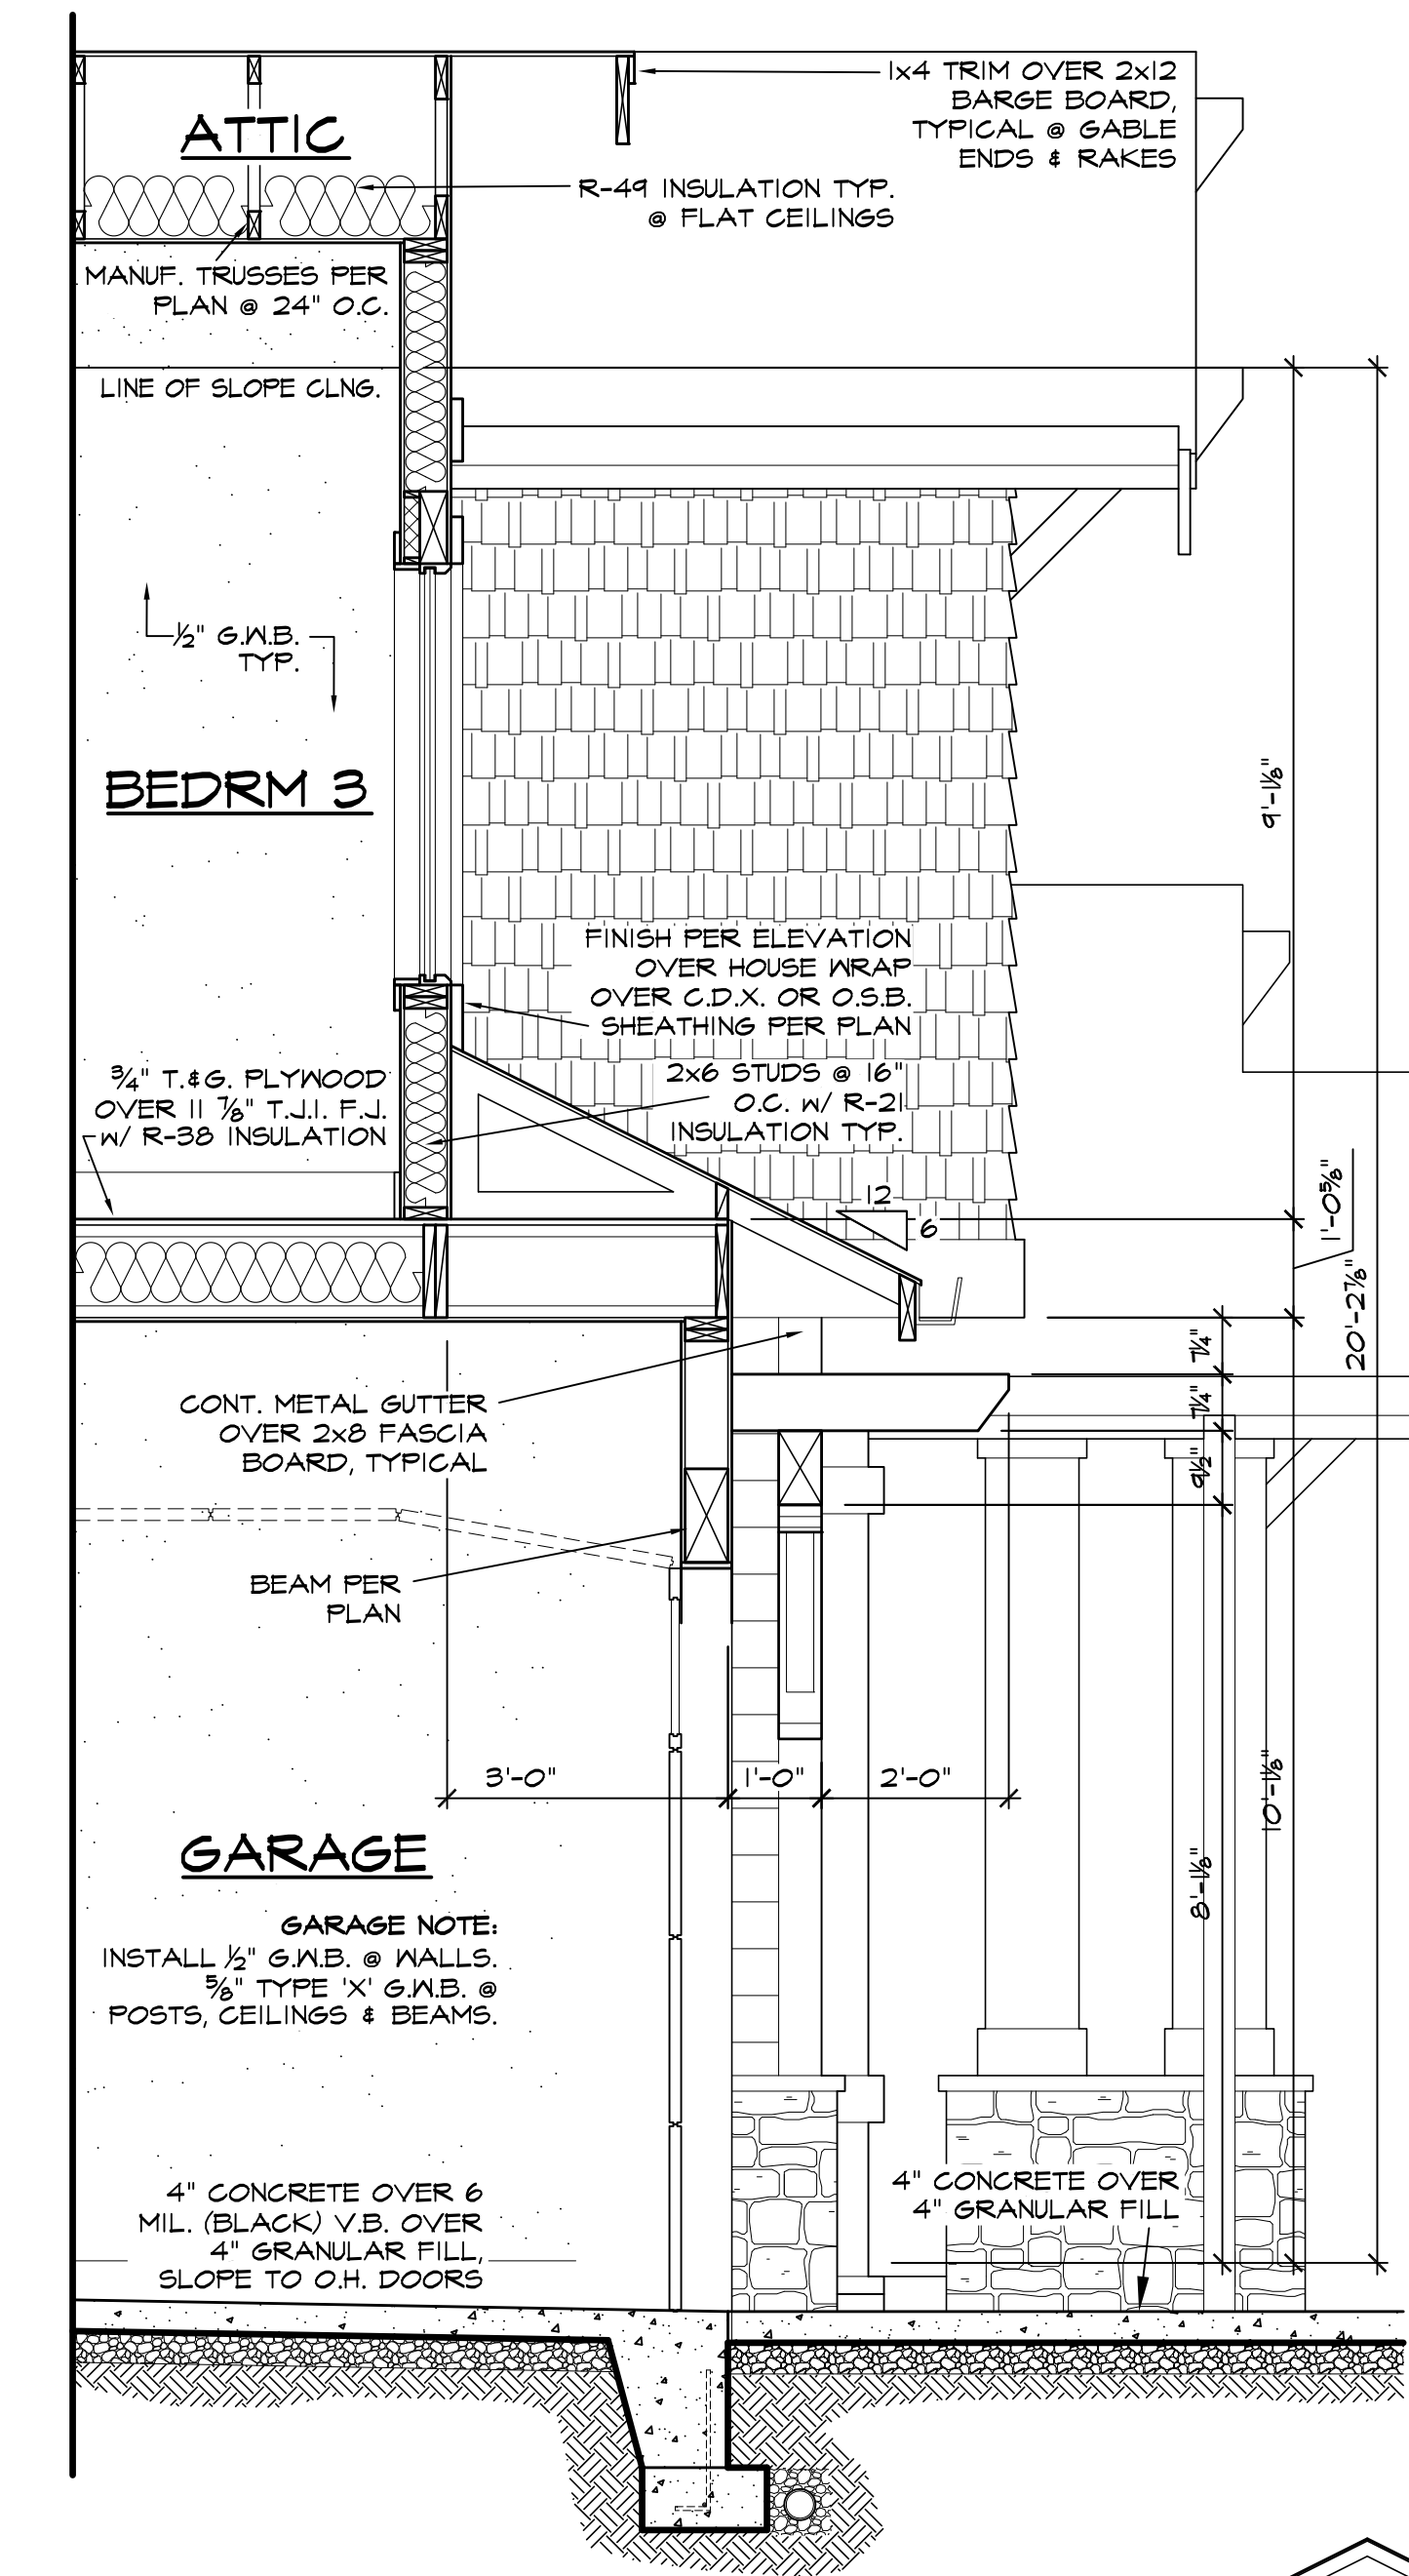 1x4 TRIM OVER 2x12
BARGE BOARD,
TYPICAL @ GABLE
ENDS & RAKES
ATTIC
R-49 INSULATION TYP.
@ FLAT CEILINGS
MANUF. TRUSSES PER
PLAN @ 24" O.C.
LINE OF SLOPE CLNG.
½" G.W.B.
TYP.
BEDRM 3
9'-1⅛"
FINISH PER ELEVATION
OVER HOUSE WRAP
OVER C.D.X. OR O.S.B.
SHEATHING PER PLAN
¾" T.&G. PLYWOOD
OVER 11 ⅞" T.J.I. F.J.
W/ R-38 INSULATION
2x6 STUDS @ 16"
O.C. W/ R-21
INSULATION TYP.
12
6
1'-0⅝"
20'-2⅞"
7¼"
7¼"
9½"
CONT. METAL GUTTER
OVER 2x8 FASCIA
BOARD, TYPICAL
BEAM PER
PLAN
3'-0"
1'-0"
2'-0"
10'-1⅛"
8'-1⅛"
GARAGE
GARAGE NOTE:
INSTALL ½" G.W.B. @ WALLS.
⅝" TYPE 'X' G.W.B. @
POSTS, CEILINGS & BEAMS.
4" CONCRETE OVER 6
MIL. (BLACK) V.B. OVER
4" GRANULAR FILL,
SLOPE TO O.H. DOORS
4" CONCRETE OVER
4" GRANULAR FILL